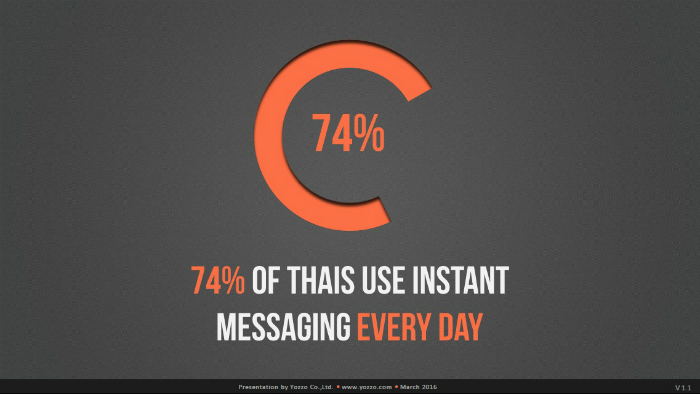 74%
74% OF THAIS USE INSTANT
MESSAGING EVERY DAY
Presentation by Yozzo Co.,Ltd. • www.yozzo.com • March 2016
V11